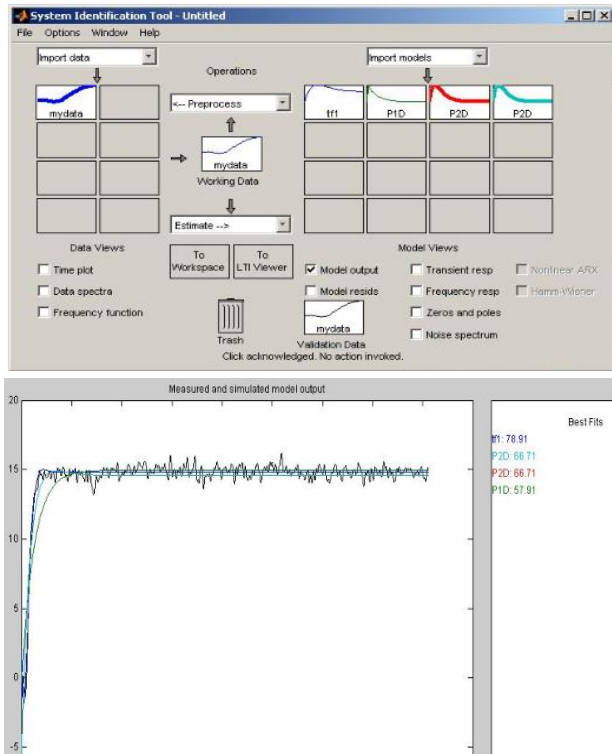 System Identification Tool - Untitled
File Options Window Help
Import data
Operations
Import models
<-- Preprocess
mydata
tf1
P1D
P2D
P2D
mydata
Working Data
Estimate -->
Data Views
To Workspace
To LTI Viewer
Model Views
Time plot
Data spectra
Frequency function
Model output
Model resids
Transient resp
Frequency resp
Zeros and poles
Noise spectrum
Nonlinear ARX
Hamm-Wiener
Trash
mydata
Validation Data
Click acknowledged. No action invoked.
Measured and simulated model output
20
15
10
5
0
-5
Best Fits
tf1: 78.91
P2D: 66.71
P2D: 66.71
P1D: 57.91